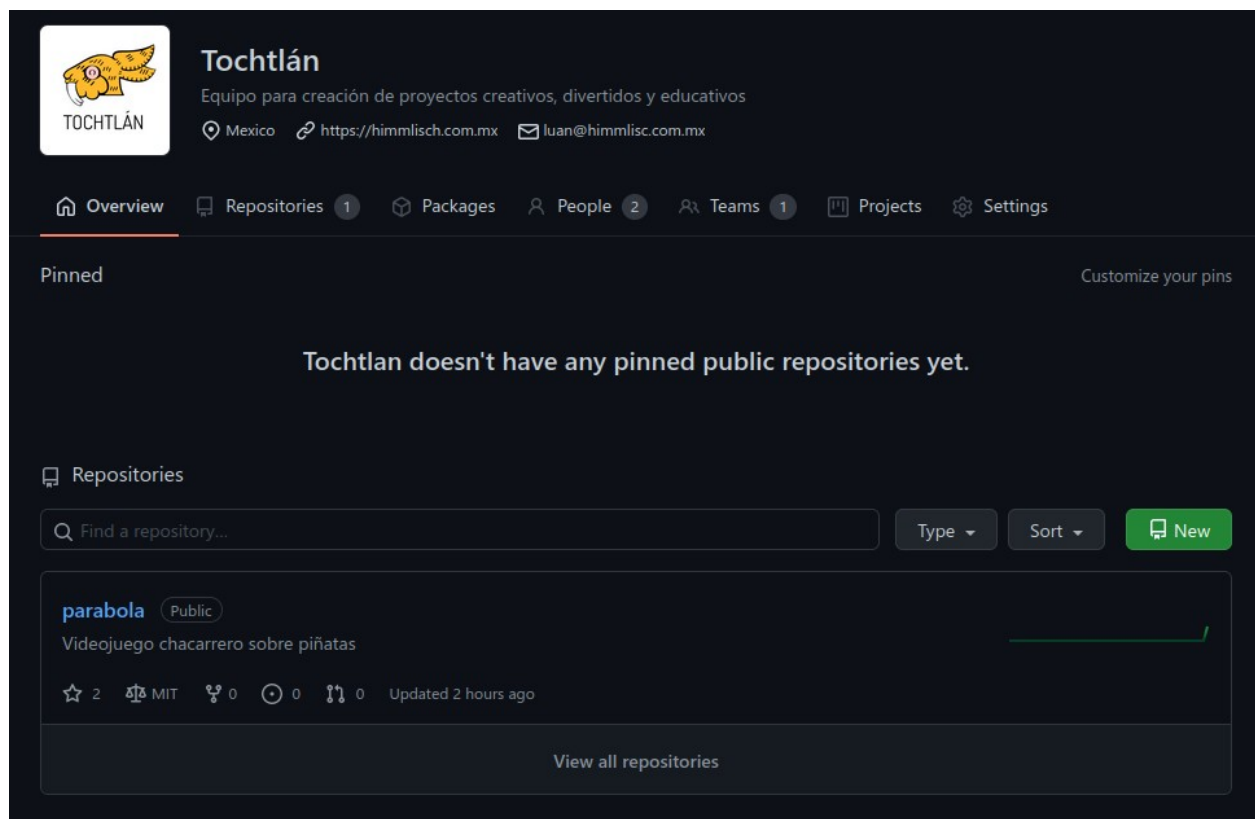 TOCHTLÁN
Tochtlán
Equipo para creación de proyectos creativos, divertidos y educativos
Mexico https://himmlisch.com.mx luan@himmlisc.com.mx
Overview Repositories 1 Packages People 2 Teams 1 Projects Settings
Pinned Customize your pins
Tochtlan doesn't have any pinned public repositories yet.
Repositories
Find a repository... Type Sort New
parabola Public
Videojuego chacarrero sobre piñatas
2 MIT 0 0 0 Updated 2 hours ago
View all repositories